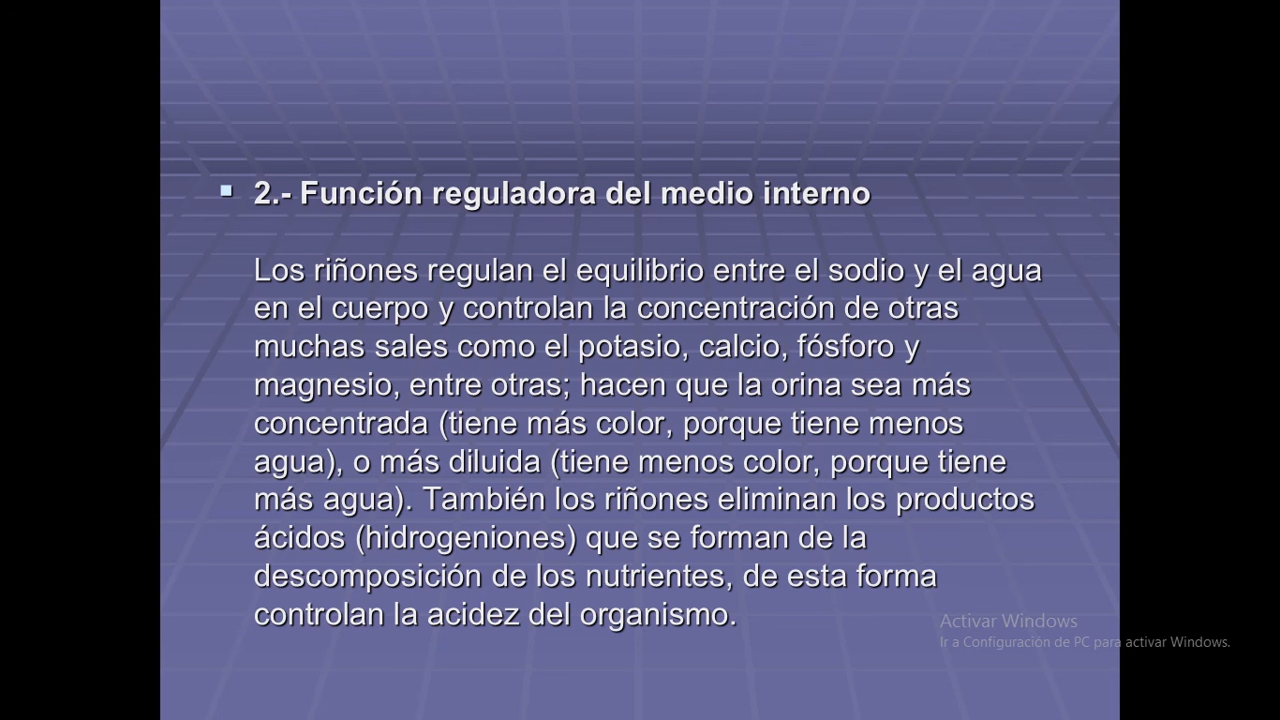 2.- Función reguladora del medio interno
Los riñones regulan el equilibrio entre el sodio y el agua
en el cuerpo y controlan la concentración de otras
muchas sales como el potasio, calcio, fósforo y
magnesio, entre otras; hacen que la orina sea más
concentrada (tiene más color, porque tiene menos
agua), o más diluida (tiene menos color, porque tiene
más agua). También los riñones eliminan los productos
ácidos (hidrogeniones) que se forman de la
descomposición de los nutrientes, de esta forma
controlan la acidez del organismo.
Activar Windows
Ir a Configuración de PC para activar Windows.